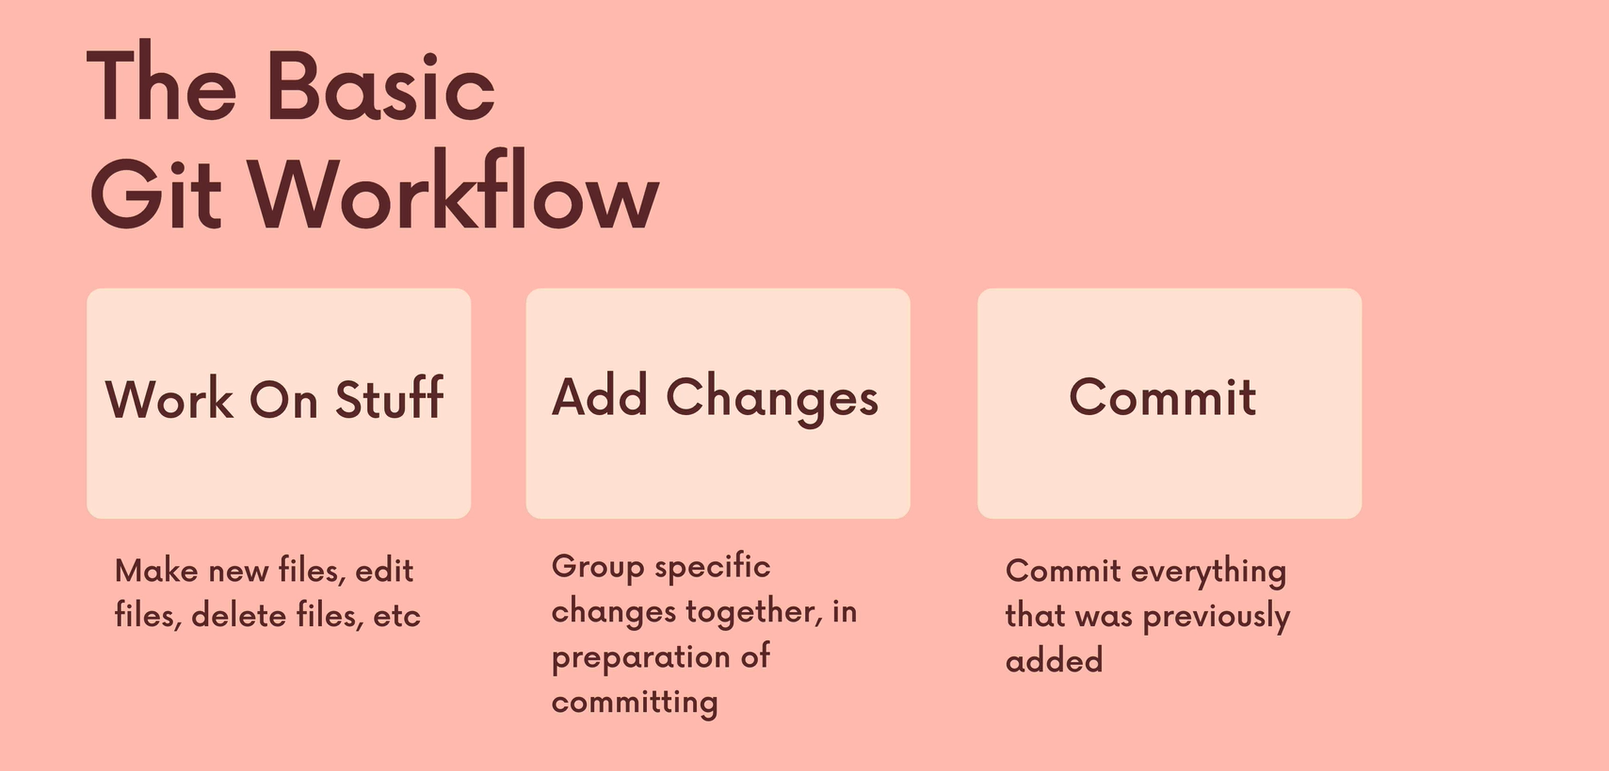 The Basic
Git Workflow
Work On Stuff
Add Changes
Commit
Make new files, edit
files, delete files, etc
Group specific
changes together, in
preparation of
committing
Commit everything
that was previously
added